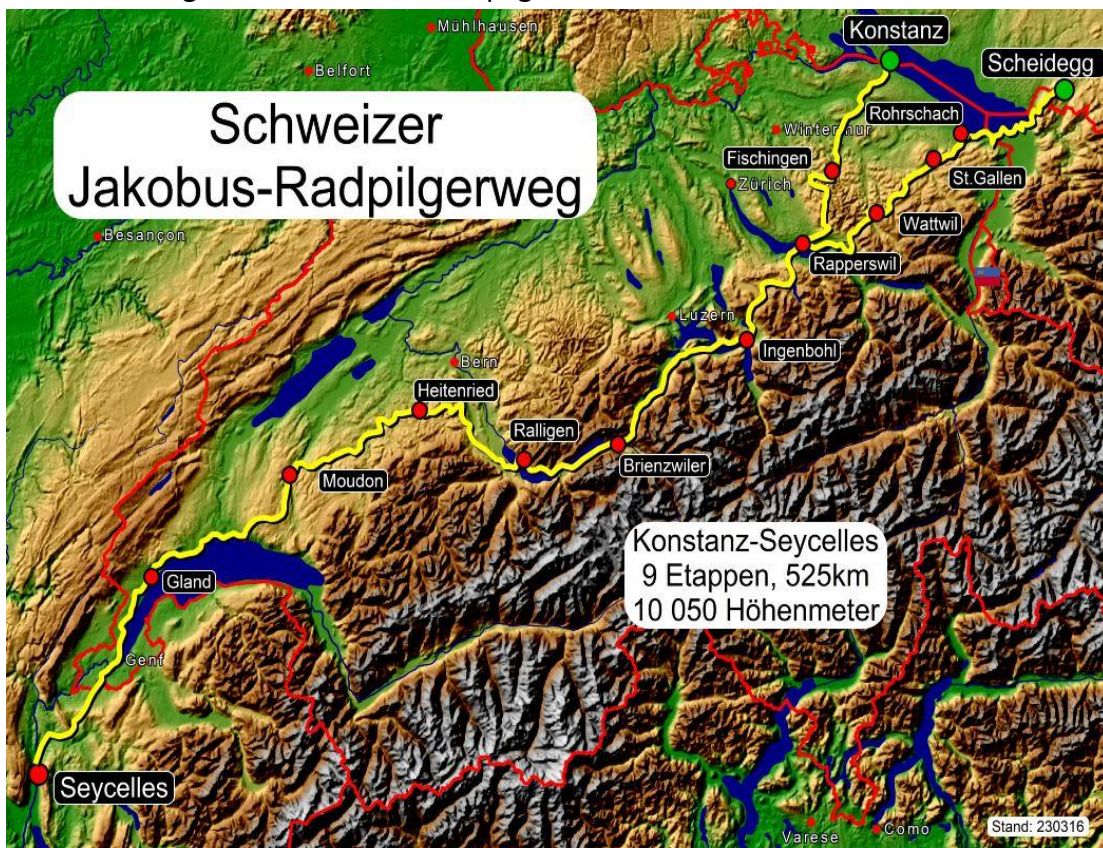 Mühlhausen
Konstanz
Belfort
Scheidegg
Schweizer
Jakobus-Radpilgerweg
Rohrschach
Winterthur
Fischingen
St.Gallen
Zürich
Wattwil
Besançon
Rapperswil
Luzern
Ingenbohl
Bern
Heitenried
Ralligen
Brienzwiler
Moudon
Konstanz-Seycelles
9 Etappen, 525km
10 050 Höhenmeter
Gland
Genf
Seycelles
Varese
Como
Stand: 230316